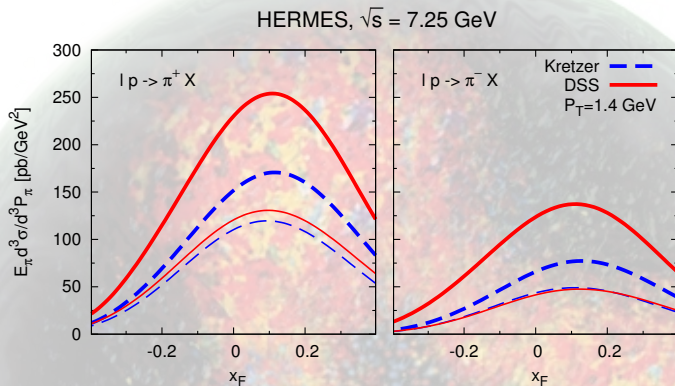 HERMES, √s = 7.25 GeV
E_π d³σ/d³P_π [pb/GeV²]
300
250
200
150
100
50
0
l p -> π⁺ X
-0.2
0
0.2
x_F
l p -> π⁻ X
Kretzer
DSS
P_T=1.4 GeV
-0.2
0
0.2
x_F